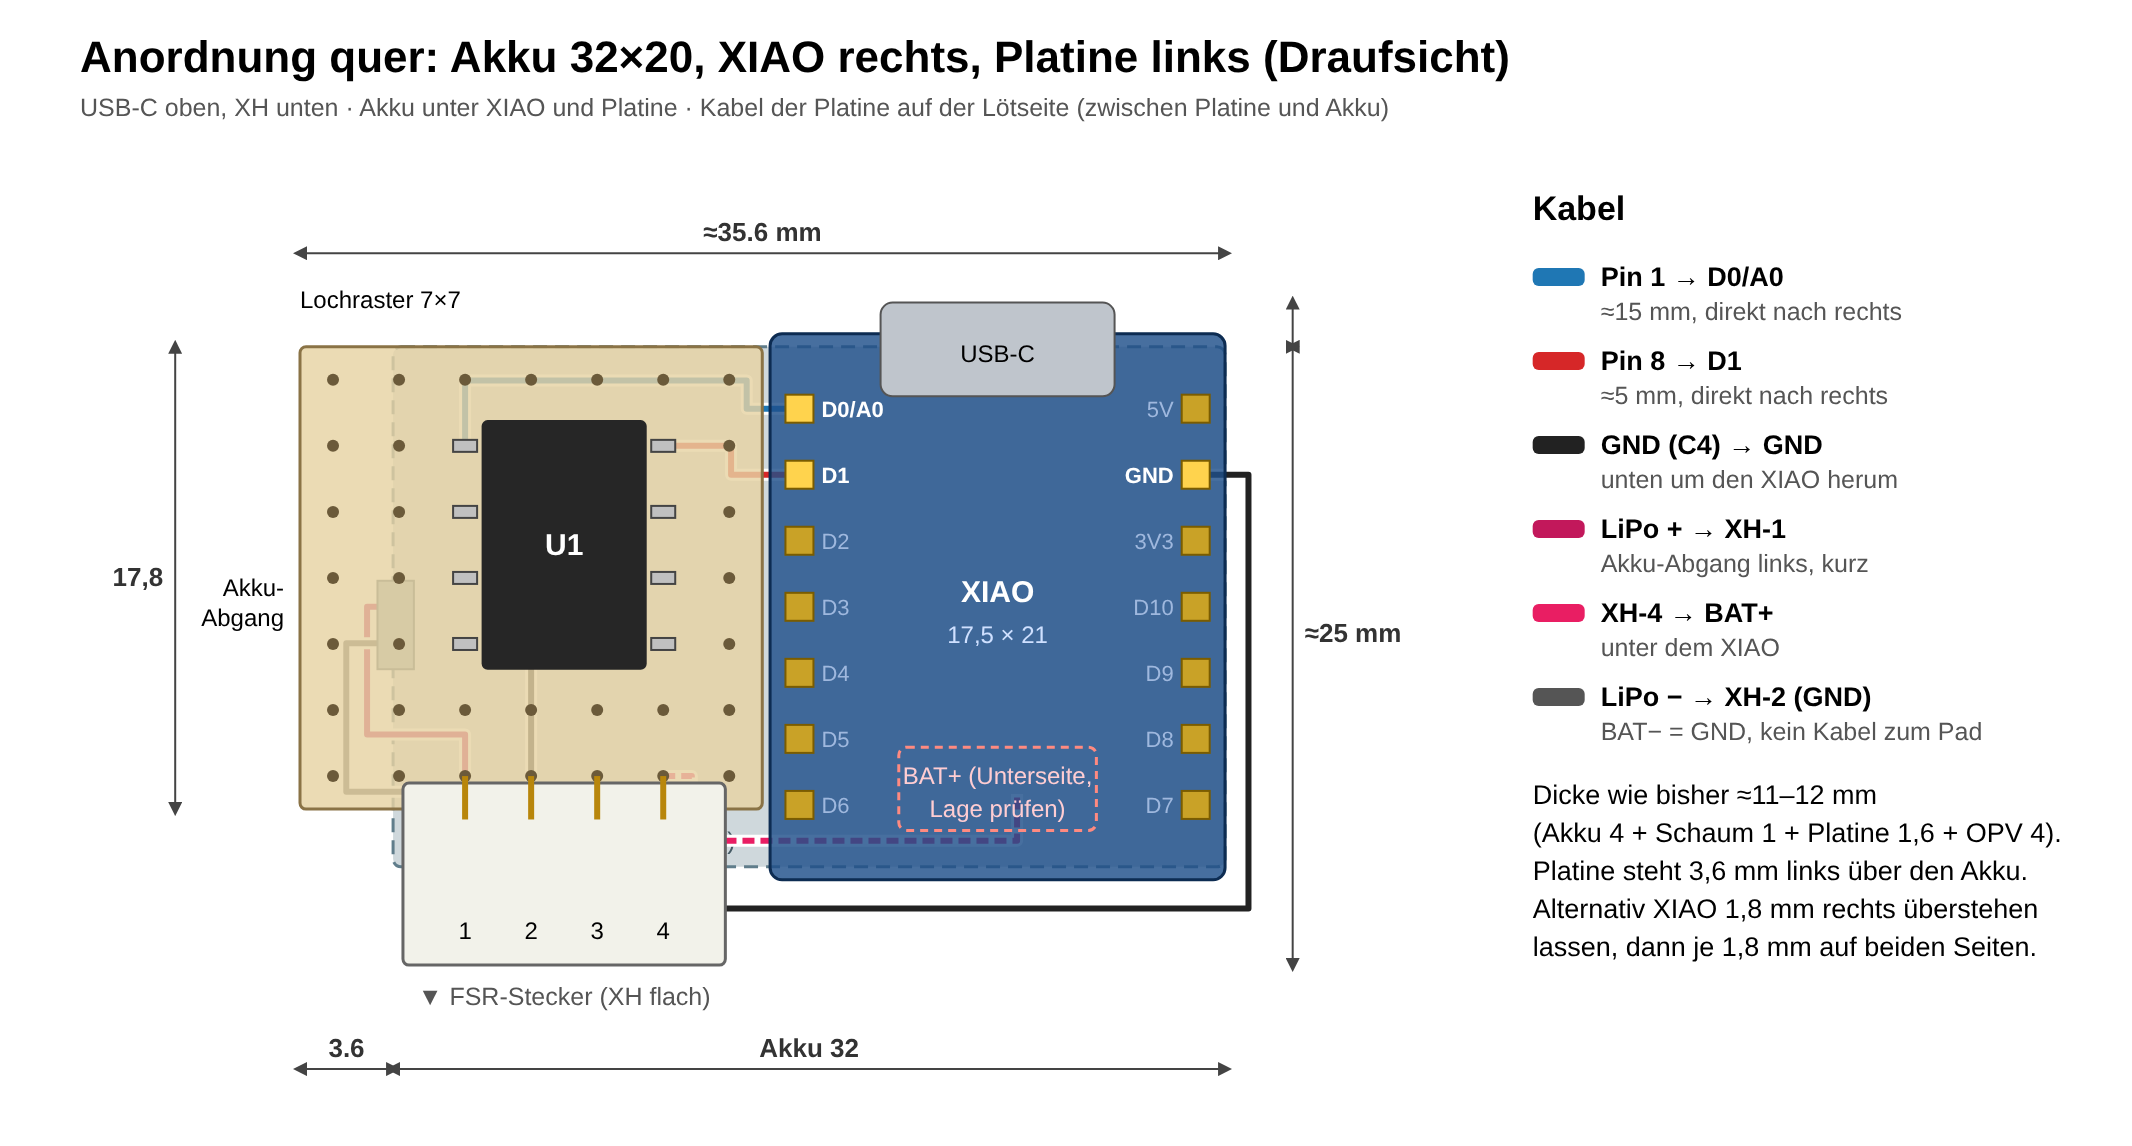 Anordnung quer: Akku 32×20, XIAO rechts, Platine links (Draufsicht)
USB-C oben, XH unten · Akku unter XIAO und Platine · Kabel der Platine auf der Lötseite (zwischen Platine und Akku)
≈35.6 mm
Lochraster 7×7
USB-C
D0/A0
5V
D1
GND
D2
3V3
U1
17,8
Akku-
Abgang
XIAO
17,5 × 21
D3
D10
≈25 mm
D4
D9
D5
D8
BAT+ (Unterseite,
Lage prüfen)
D6
D7
)
1 2 3 4
▼ FSR-Stecker (XH flach)
3.6
Akku 32
Kabel
Pin 1 → D0/A0
≈15 mm, direkt nach rechts
Pin 8 → D1
≈5 mm, direkt nach rechts
GND (C4) → GND
unten um den XIAO herum
LiPo + → XH-1
Akku-Abgang links, kurz
XH-4 → BAT+
unter dem XIAO
LiPo − → XH-2 (GND)
BAT− = GND, kein Kabel zum Pad
Dicke wie bisher ≈11–12 mm
(Akku 4 + Schaum 1 + Platine 1,6 + OPV 4).
Platine steht 3,6 mm links über den Akku.
Alternativ XIAO 1,8 mm rechts überstehen
lassen, dann je 1,8 mm auf beiden Seiten.